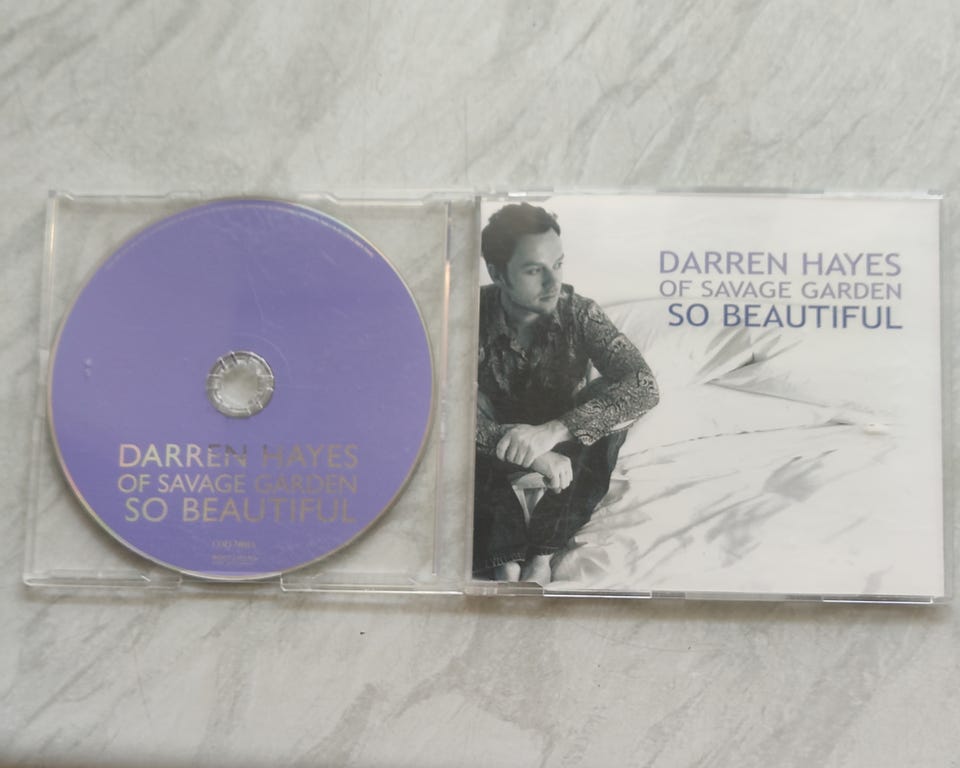 DARREN HAYES
OF SAVAGE GARDEN
SO BEAUTIFUL
DARREN HAYES
OF SAVAGE GARDEN
SO BEAUTIFUL